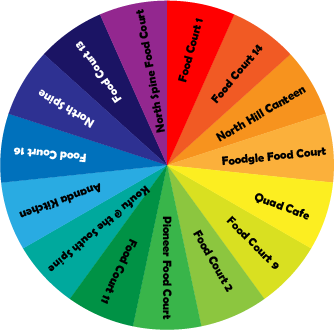 Food Court 1
Food Court 14
North Hill Canteen
Foodgle Food Court
Quad Cafe
Food Court 9
Food Court 2
Pioneer Food Court
Food Court 11
Koufu @ the South Spine
Ananda Kitchen
Food Court 16
North Spine
Food Court 13
North Spine Food Court